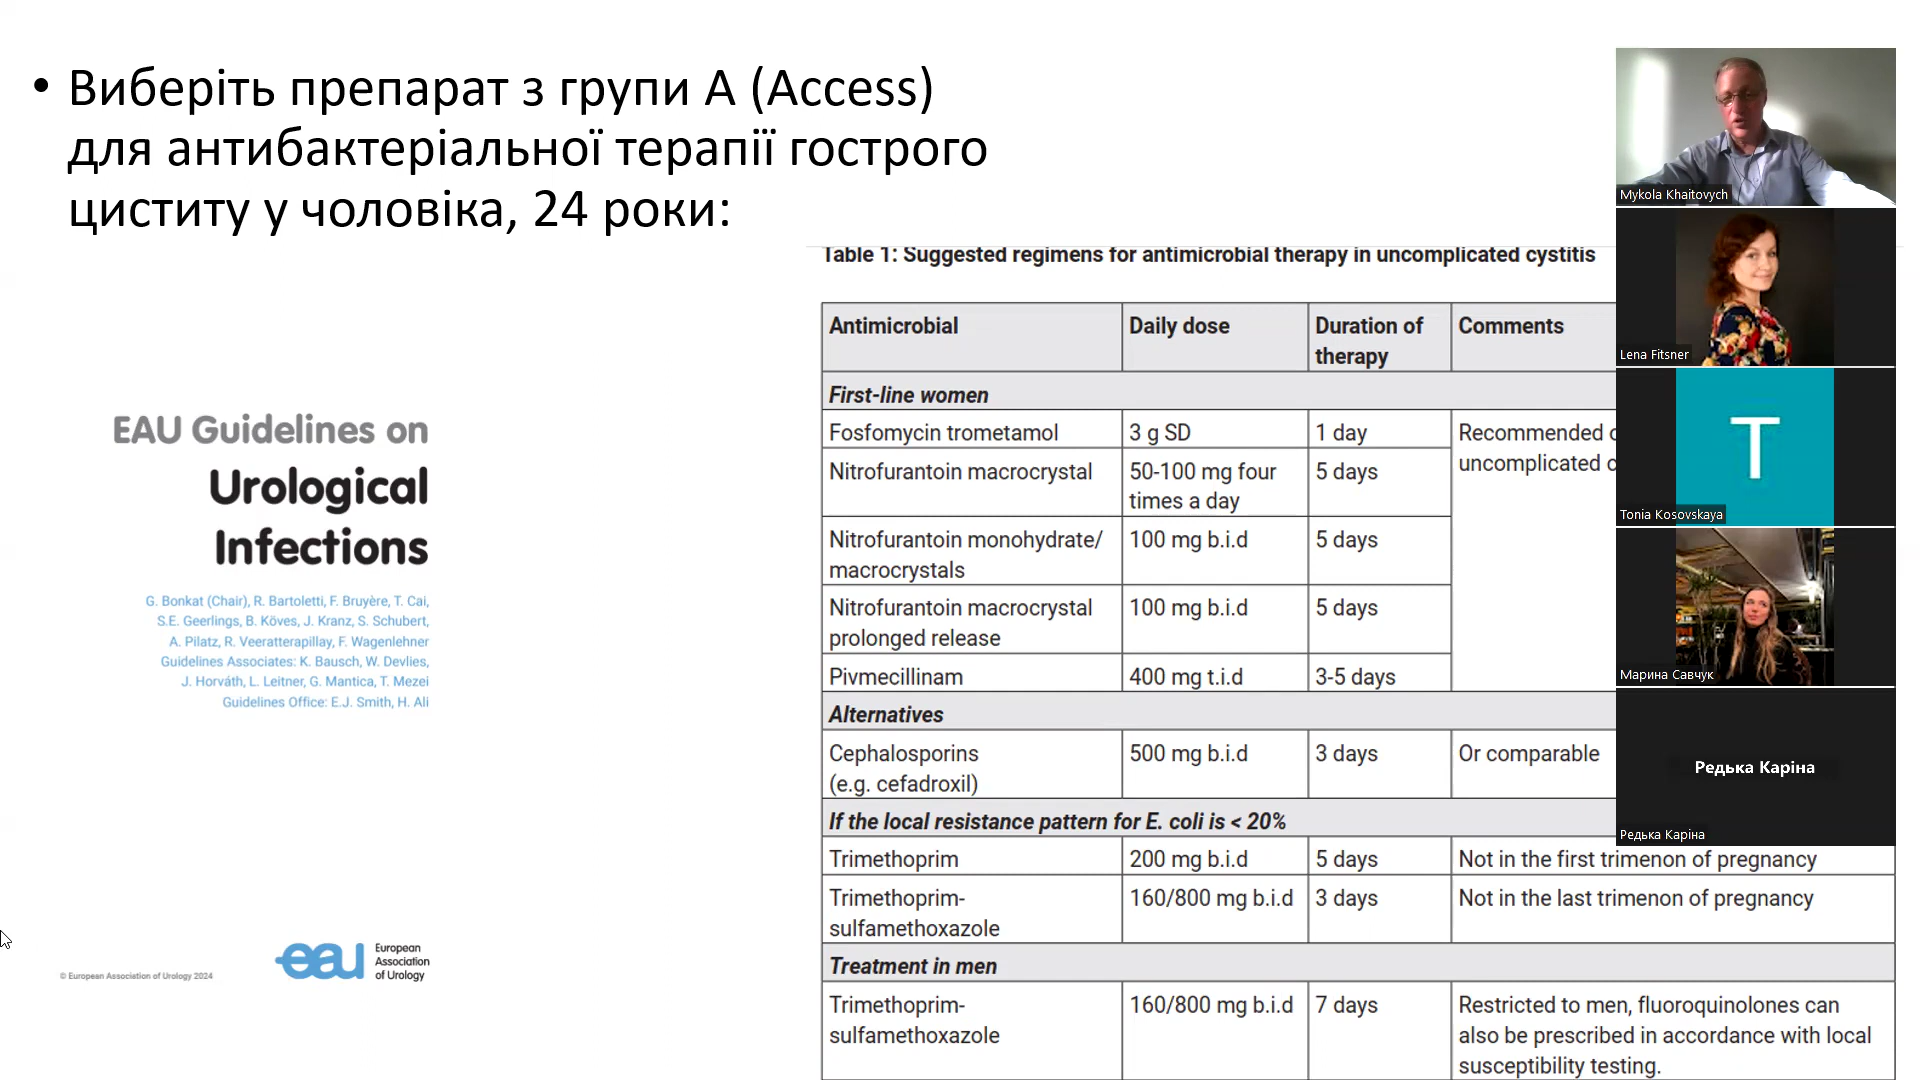 • Виберіть препарат з групи А (Access)
для антибактеріальної терапії гострого
циститу у чоловіка, 24 роки:
EAU Guidelines on
Urological
Infections
G. Bonkat (Chair), R. Bartoletti, F. Bruyère, T. Cai,
S.E. Geerlings, B. Köves, J. Kranz, S. Schubert,
A. Pilatz, R. Veeratterapillay, F. Wagenlehner
Guidelines Associates: K. Bausch, W. Devlies,
J. Horváth, L. Leitner, G. Mantica, T. Mezei
Guidelines Office: E.J. Smith, H. Ali
© European Association of Urology 2024
eau
European
Association
of Urology
Table 1: Suggested regimens for antimicrobial therapy in uncomplicated cystitis
Antimicrobial Daily dose Duration of therapy Comments
First-line women
Fosfomycin trometamol 3 g SD 1 day Recommended
uncomplicated
Nitrofurantoin macrocrystal 50-100 mg four
times a day 5 days
Nitrofurantoin monohydrate/
macrocrystals 100 mg b.i.d 5 days
Nitrofurantoin macrocrystal
prolonged release 100 mg b.i.d 5 days
Pivmecillinam 400 mg t.i.d 3-5 days
Alternatives
Cephalosporins
(e.g. cefadroxil) 500 mg b.i.d 3 days Or comparable
If the local resistance pattern for E. coli is < 20%
Trimethoprim 200 mg b.i.d 5 days Not in the first trimenon of pregnancy
Trimethoprim-
sulfamethoxazole 160/800 mg b.i.d 3 days Not in the last trimenon of pregnancy
Treatment in men
Trimethoprim-
sulfamethoxazole 160/800 mg b.i.d 7 days Restricted to men, fluoroquinolones can
also be prescribed in accordance with local
susceptibility testing.
Mykola Khaitovych
Lena Fitsner
T
Tonia Kosovskaya
Марина Савчук
Редька Каріна
Редька Каріна